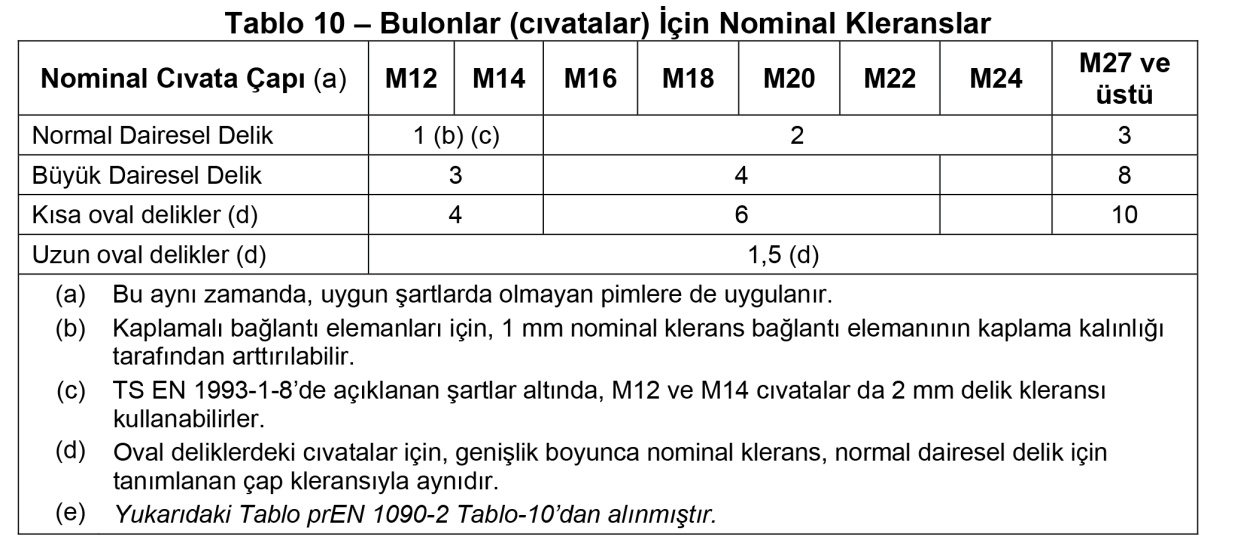 Tablo 10 – Bulonlar (cıvatalar) İçin Nominal Kleranslar
Nominal Cıvata Çapı (a) M12 M14 M16 M18 M20 M22 M24 M27 ve üstü
Normal Dairesel Delik 1 (b) (c) 2 3
Büyük Dairesel Delik 3 4 8
Kısa oval delikler (d) 4 6 10
Uzun oval delikler (d) 1,5 (d)
(a) Bu aynı zamanda, uygun şartlarda olmayan pimlere de uygulanır.
(b) Kaplamalı bağlantı elemanları için, 1 mm nominal klerans bağlantı elemanının kaplama kalınlığı
tarafından arttırılabilir.
(c) TS EN 1993-1-8’de açıklanan şartlar altında, M12 ve M14 cıvatalar da 2 mm delik kleransı
kullanabilirler.
(d) Oval deliklerdeki cıvatalar için, genişlik boyunca nominal klerans, normal dairesel delik için
tanımlanan çap kleransıyla aynıdır.
(e) Yukarıdaki Tablo prEN 1090-2 Tablo-10’dan alınmıştır.